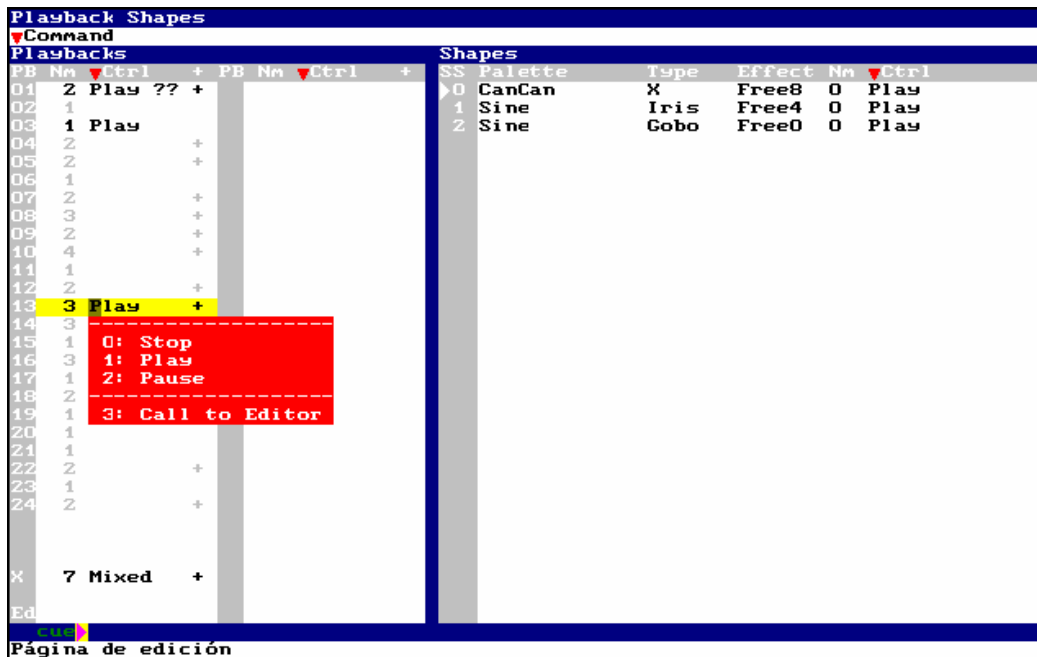 Playback Shapes
▼Command
Playbacks Shapes
PB Nm ▼Ctrl + PB Nm ▼Ctrl + SS Palette Type Effect Nm ▼Ctrl
01 2 Play ?? + 0 CanCan X Free8 0 Play
02 1 1 Sine Iris Free4 0 Play
03 1 Play 2 Sine Gobo Free0 0 Play
04 2 +
05 2 +
06 1
07 2 +
08 3 +
09 2 +
10 4 +
11 1
12 2 +
13 3 Play +
14 3
15 1 0: Stop
16 3 1: Play
17 1 2: Pause
18 2
19 1 3: Call to Editor
20 1
21 1
22 2 +
23 1
24 2 +
X 7 Mixed +
Ed
cue
Página de edición